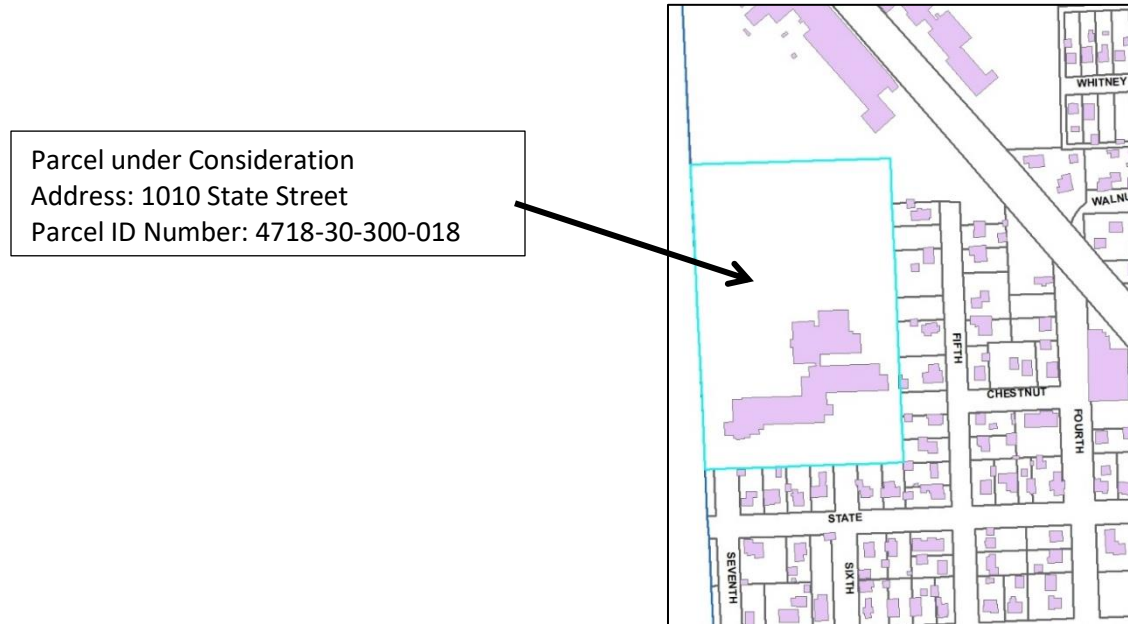 Parcel under Consideration
Address: 1010 State Street
Parcel ID Number: 4718-30-300-018
WHITNEY
WALNU
FIFTH
CHESTNUT
FOURTH
STATE
SEVENTH
SIXTH